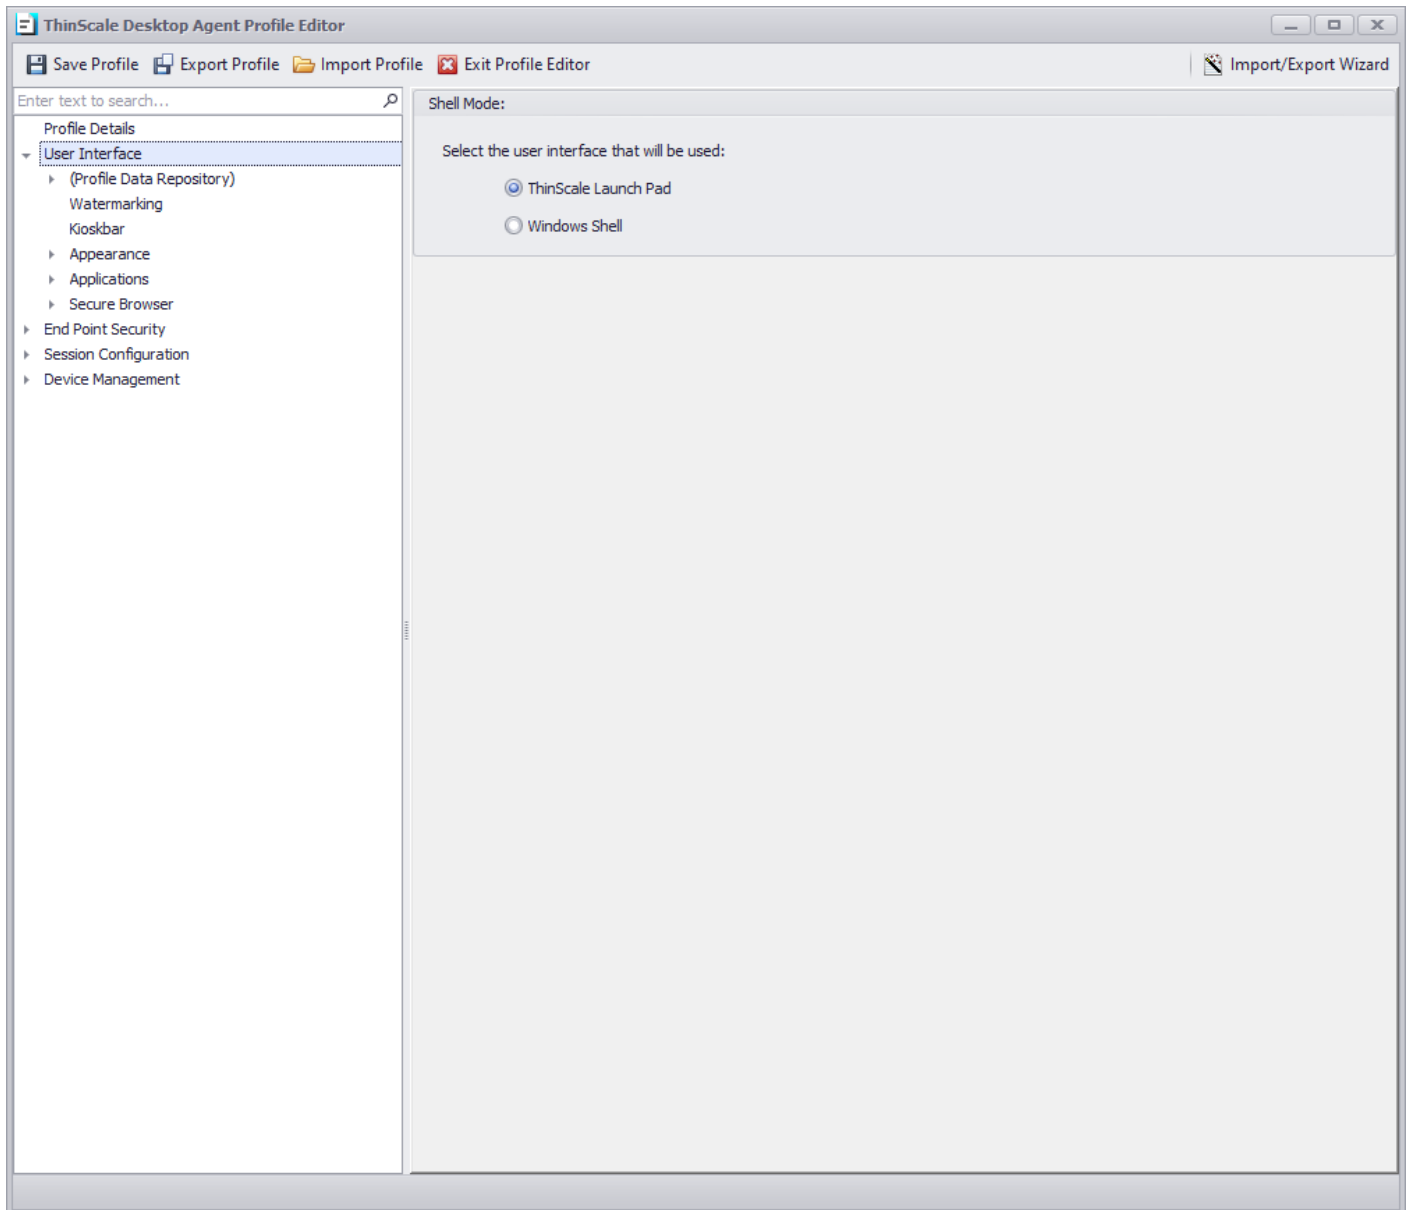 ThinScale Desktop Agent Profile Editor
Save Profile Export Profile Import Profile Exit Profile Editor Import/Export Wizard
Enter text to search...
Profile Details
User Interface
(Profile Data Repository)
Watermarking
Kioskbar
Appearance
Applications
Secure Browser
End Point Security
Session Configuration
Device Management
Shell Mode:
Select the user interface that will be used:
ThinScale Launch Pad
Windows Shell